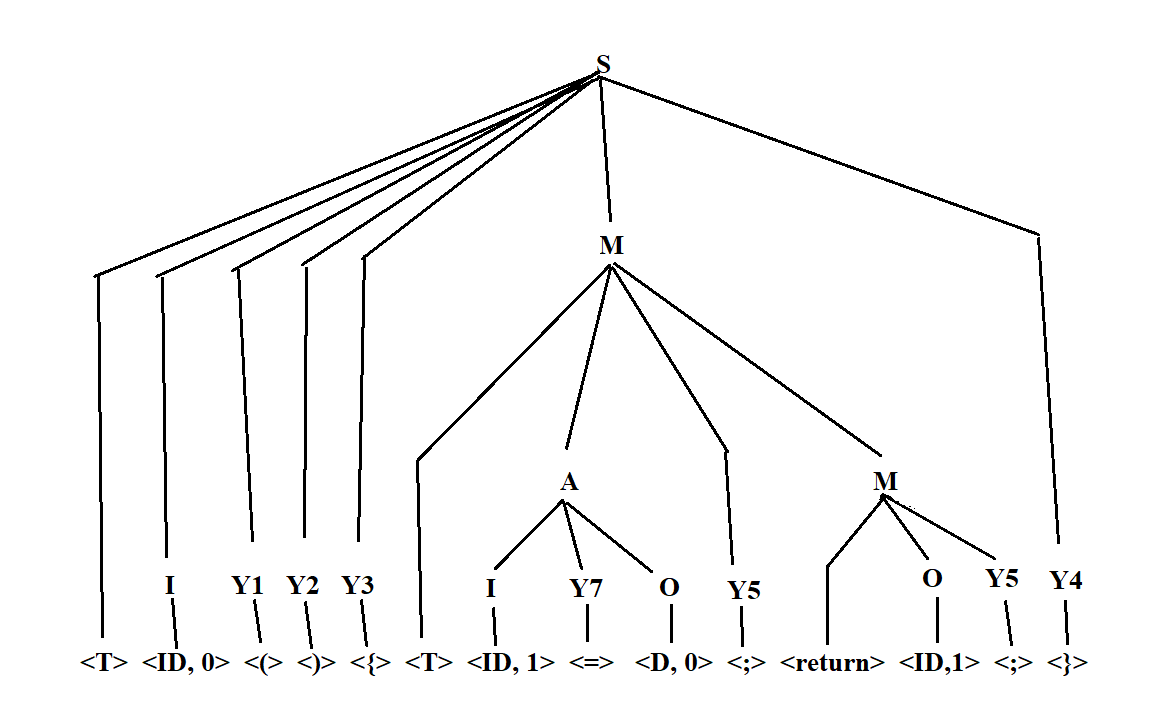 S
M
A
M
I Y1 Y2 Y3 I Y7 O Y5 O Y5 Y4
<T> <ID, 0> <(> <)> <{> <T> <ID, 1> <=> <D, 0> <;> <return> <ID,1> <;> <}>